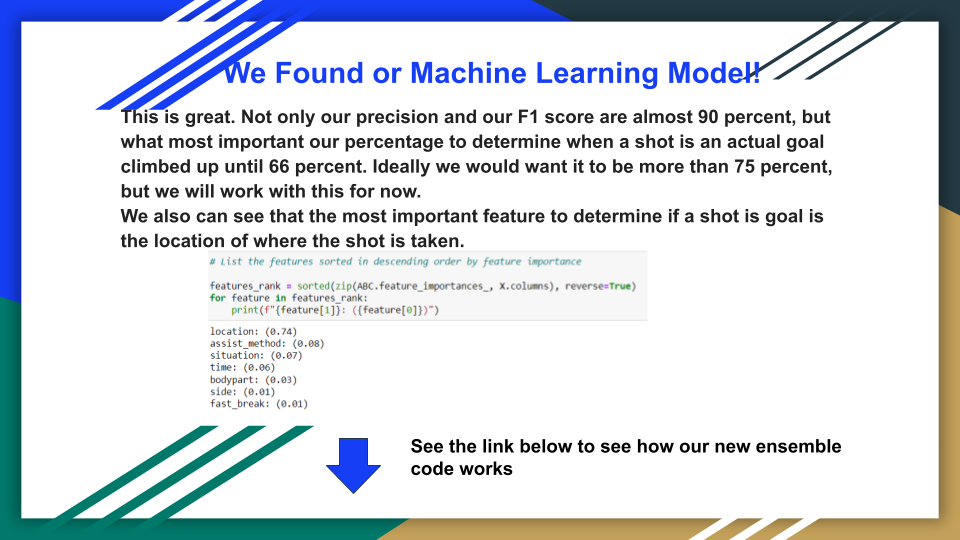 We Found or Machine Learning Model!
This is great. Not only our precision and our F1 score are almost 90 percent, but
what most important our percentage to determine when a shot is an actual goal
climbed up until 66 percent. Ideally we would want it to be more than 75 percent,
but we will work with this for now.
We also can see that the most important feature to determine if a shot is goal is
the location of where the shot is taken.
# List the features sorted in descending order by feature importance
features_rank = sorted(zip(ABC.feature_importances_, X.columns), reverse=True)
for feature in features_rank:
    print(f"{feature[1]}: ({feature[0]})")
location: (0.74)
assist_method: (0.08)
situation: (0.07)
time: (0.06)
bodypart: (0.03)
side: (0.01)
fast_break: (0.01)
See the link below to see how our new ensemble
code works